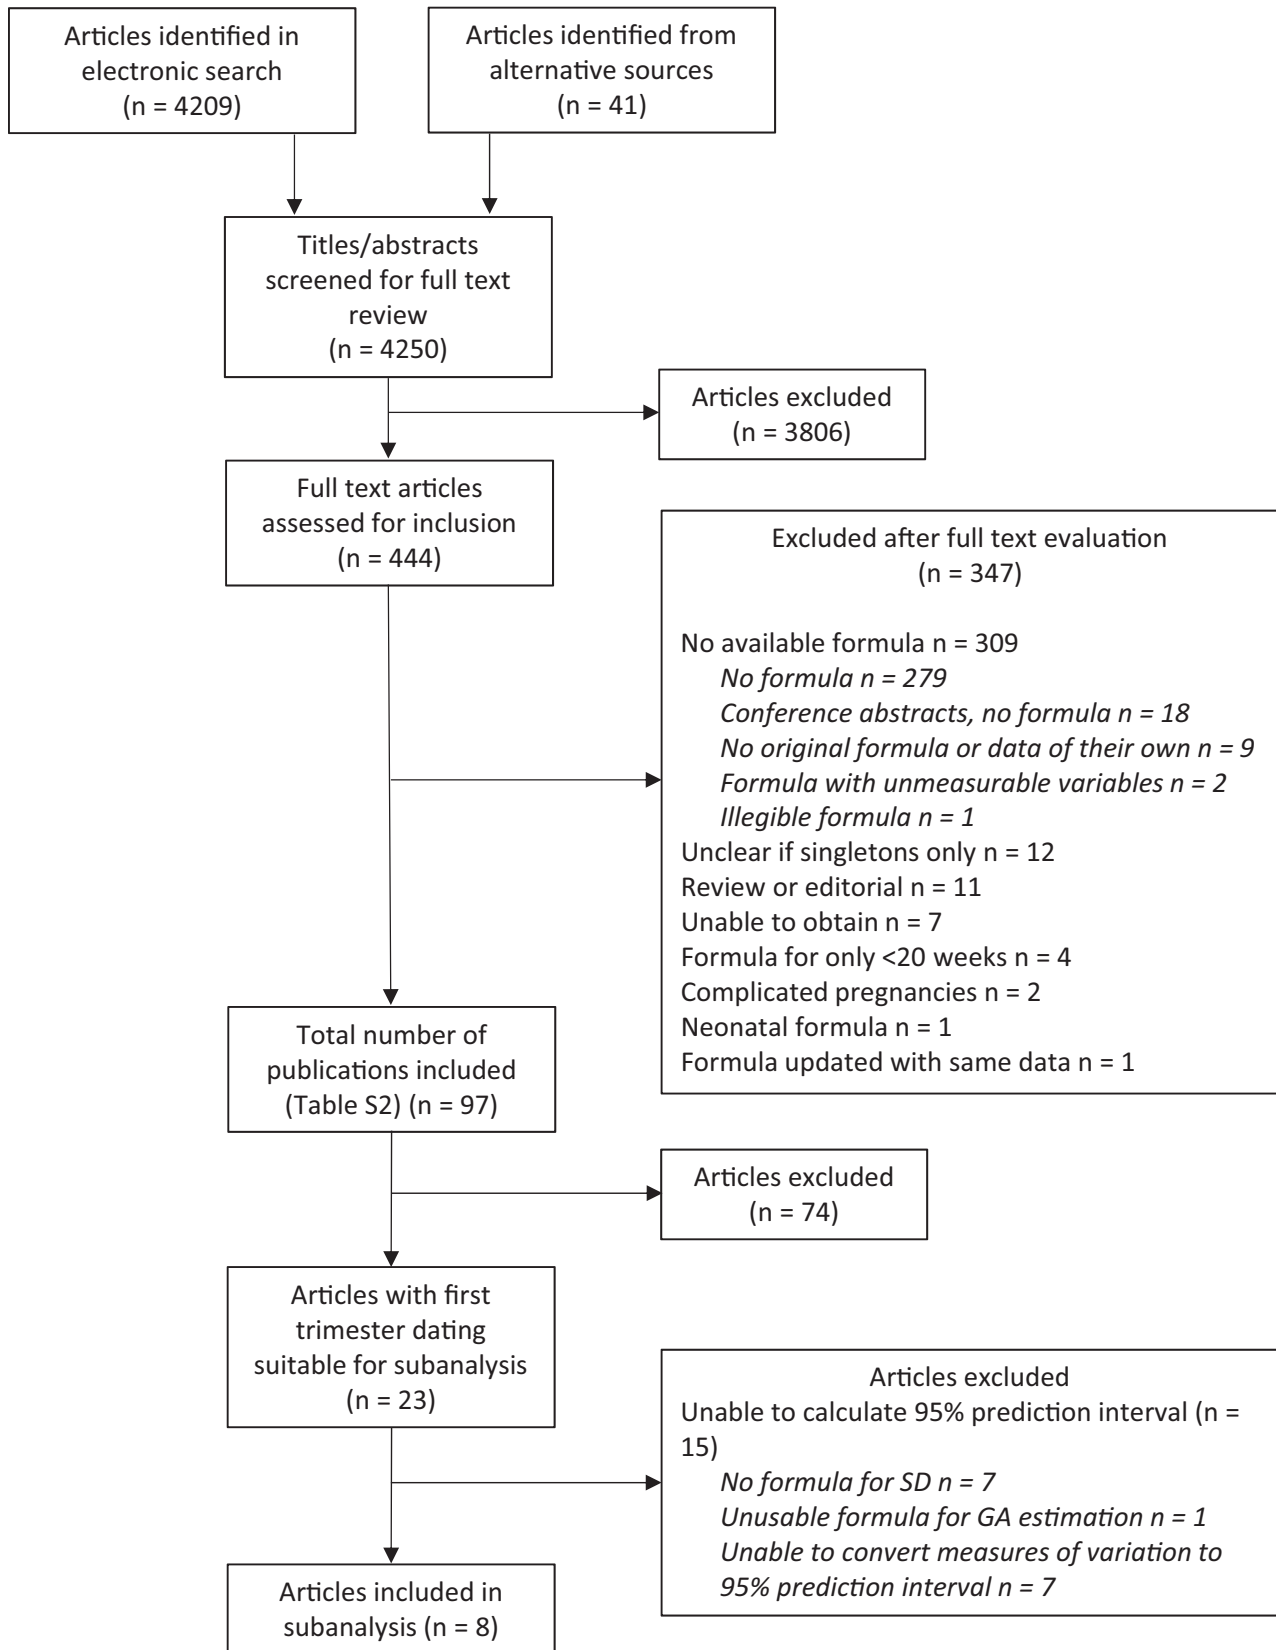 Articles identified in
electronic search
(n = 4209)
Articles identified from
alternative sources
(n = 41)
Titles/abstracts
screened for full text
review
(n = 4250)
Articles excluded
(n = 3806)
Full text articles
assessed for inclusion
(n = 444)
Excluded after full text evaluation
(n = 347)
No available formula n = 309
No formula n = 279
Conference abstracts, no formula n = 18
No original formula or data of their own n = 9
Formula with unmeasurable variables n = 2
Illegible formula n = 1
Unclear if singletons only n = 12
Review or editorial n = 11
Unable to obtain n = 7
Formula for only <20 weeks n = 4
Complicated pregnancies n = 2
Neonatal formula n = 1
Formula updated with same data n = 1
Total number of
publications included
(Table S2) (n = 97)
Articles excluded
(n = 74)
Articles with first
trimester dating
suitable for subanalysis
(n = 23)
Articles excluded
Unable to calculate 95% prediction interval (n =
15)
No formula for SD n = 7
Unusable formula for GA estimation n = 1
Unable to convert measures of variation to
95% prediction interval n = 7
Articles included in
subanalysis (n = 8)